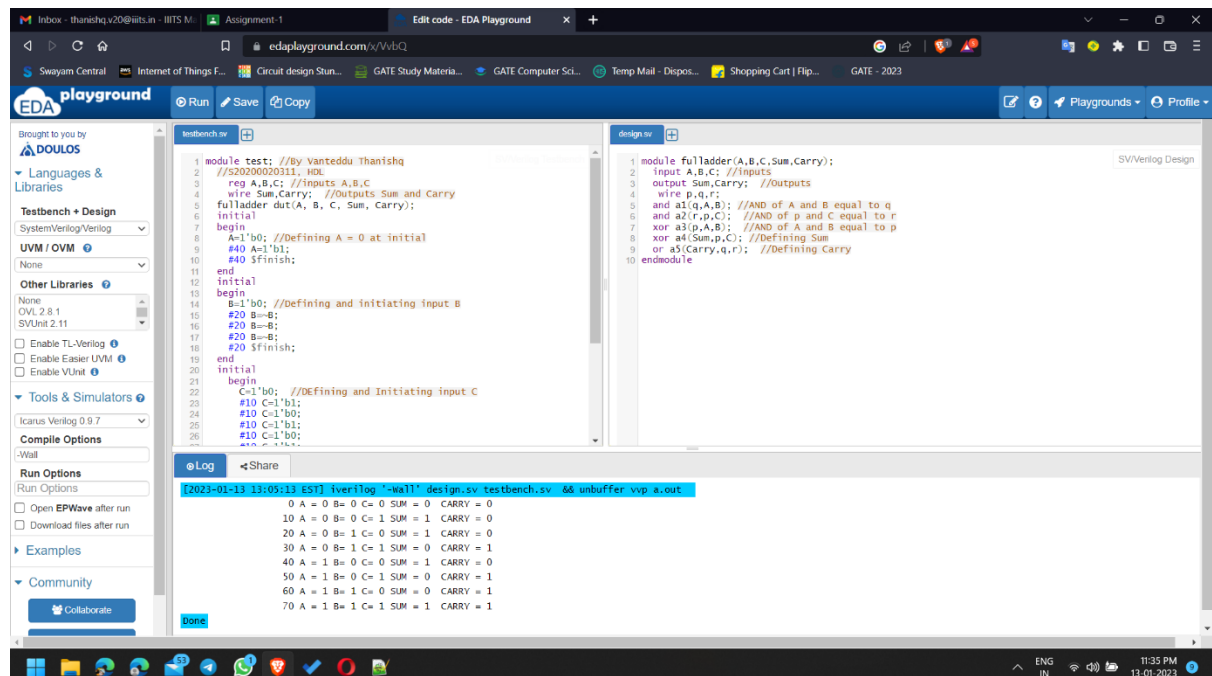 Inbox - thanishq.v20@iiits.in - IIITS M
Assignment-1
Edit code - EDA Playground
edaplayground.com/x/VvbQ
Swayam Central
Internet of Things F...
Circuit design Stun...
GATE Study Materia...
GATE Computer Sci...
Temp Mail - Dispos...
Shopping Cart | Flip...
GATE - 2023
EDA playground
Run
Save
Copy
Playgrounds
Profile
Brought to you by
DOULOS
Languages & Libraries
Testbench + Design
SystemVerilog/Verilog
UVM / OVM
None
Other Libraries
None
OVL 2.8.1
SVUnit 2.11
Enable TL-Verilog
Enable Easier UVM
Enable VUnit
Tools & Simulators
Icarus Verilog 0.9.7
Compile Options
-Wall
Run Options
Run Options
Open EPWave after run
Download files after run
Examples
Community
Collaborate
testbench.sv
1 module test; //By Vanteddu Thanishq
2 //S20200020311, HDL
3 reg A,B,C; //inputs A,B,C
4 wire Sum,Carry; //Outputs Sum and Carry
5 fulladder dut(A, B, C, Sum, Carry);
6 initial
7 begin
8 A=1'b0; //Defining A = 0 at initial
9 #40 A=1'b1;
10 #40 $finish;
11 end
12 initial
13 begin
14 B=1'b0; //Defining and initiating input B
15 #20 B=~B;
16 #20 B=~B;
17 #20 B=~B;
18 #20 $finish;
19 end
20 initial
21 begin
22 C=1'b0; //DEfining and Initiating input C
23 #10 C=1'b1;
24 #10 C=1'b0;
25 #10 C=1'b1;
26 #10 C=1'b0;
design.sv
SV/Verilog Design
1 module fulladder(A,B,C,Sum,Carry);
2 input A,B,C; //inputs
3 output Sum,Carry; //Outputs
4 wire p,q,r;
5 and a1(q,A,B); //AND of A and B equal to q
6 and a2(r,p,C); //AND of p and C equal to r
7 xor a3(p,A,B); //AND of A and B equal to p
8 xor a4(Sum,p,C); //Defining Sum
9 or a5(Carry,q,r); //Defining Carry
10 endmodule
Log
Share
[2023-01-13 13:05:13 EST] iverilog '-Wall' design.sv testbench.sv && unbuffer vvp a.out
0 A = 0 B= 0 C= 0 SUM = 0 CARRY = 0
10 A = 0 B= 0 C= 1 SUM = 1 CARRY = 0
20 A = 0 B= 1 C= 0 SUM = 1 CARRY = 0
30 A = 0 B= 1 C= 1 SUM = 0 CARRY = 1
40 A = 1 B= 0 C= 0 SUM = 1 CARRY = 0
50 A = 1 B= 0 C= 1 SUM = 0 CARRY = 1
60 A = 1 B= 1 C= 0 SUM = 0 CARRY = 1
70 A = 1 B= 1 C= 1 SUM = 1 CARRY = 1
Done
53
ENG
IN
11:35 PM
13-01-2023
9